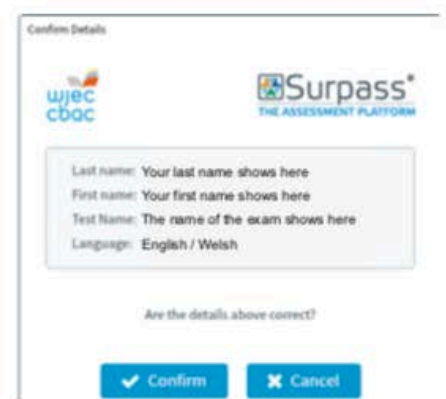 Confirm Details
wjec
cbac
Surpass®
THE ASSESSMENT PLATFORM
Last name: Your last name shows here
First name: Your first name shows here
Test Name: The name of the exam shows here
Language: English / Welsh
Are the details above correct?
Confirm
Cancel